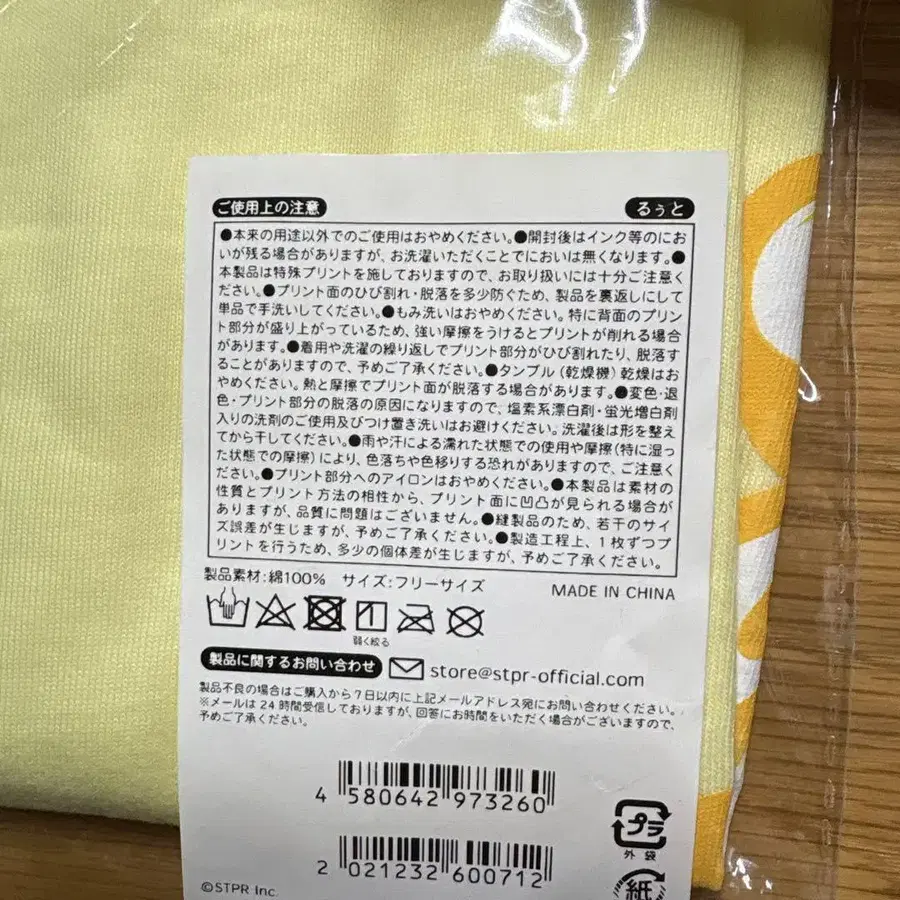 ご使用上の注意 るぅと
●本来の用途以外でのご使用はおやめください。●開封後はインク等のにお
いが残る場合がありますが、お洗濯いただくことでにおいは無くなります。●
本製品は特殊プリントを施しておりますので、お取り扱いには十分ご注意く
ださい。●プリント面のひび割れ・脱落を多少防ぐため、製品を裏返しにして
単品で手洗いしてください。●もみ洗いはおやめください。特に背面のプリン
ト部分が盛り上がっているため、強い摩擦をうけるとプリントが削れる場合
があります。●着用や洗濯の繰り返しでプリント部分がひび割れたり、脱落す
ることがありますので、予めご了承ください。●タンブル(乾燥機)乾燥はお
やめください。熱と摩擦でプリント面が脱落する場合があります。●変色・退
色・プリント部分の脱落の原因になりますので、塩素系漂白剤・蛍光増白剤
入りの洗剤のご使用及びつけ置き洗いはお避けください。洗濯後は形を整え
てから干してください。●雨や汗による濡れた状態での使用や摩擦(特に湿っ
た状態での摩擦)により、色落ちや色移りする恐れがありますので、ご注意く
ださい。●プリント部分へのアイロンはおやめください。●本製品は素材の
性質とプリント方法の相性から、プリント面に凹凸が見られる場合が
ありますが、品質に問題はございません。●縫製品のため、若干のサイ
ズ誤差が生じますが、予めご了承ください。●製造工程上、1枚ずつプ
リントを行うため、多少の個体差が生じますが、予めご了承ください。
製品素材:綿100% サイズ:フリーサイズ MADE IN CHINA
弱く絞る
製品に関するお問い合わせ store@stpr-official.com
製品不良の場合はご購入から7日以内に上記メールアドレス宛にお問い合わせください。
※メールは24時間受信しておりますが、回答にお時間をいただく場合がございますので、
予めご了承ください。
4 580642 973260
プラ
外袋
2 021232 600712
紙
©STPR Inc.